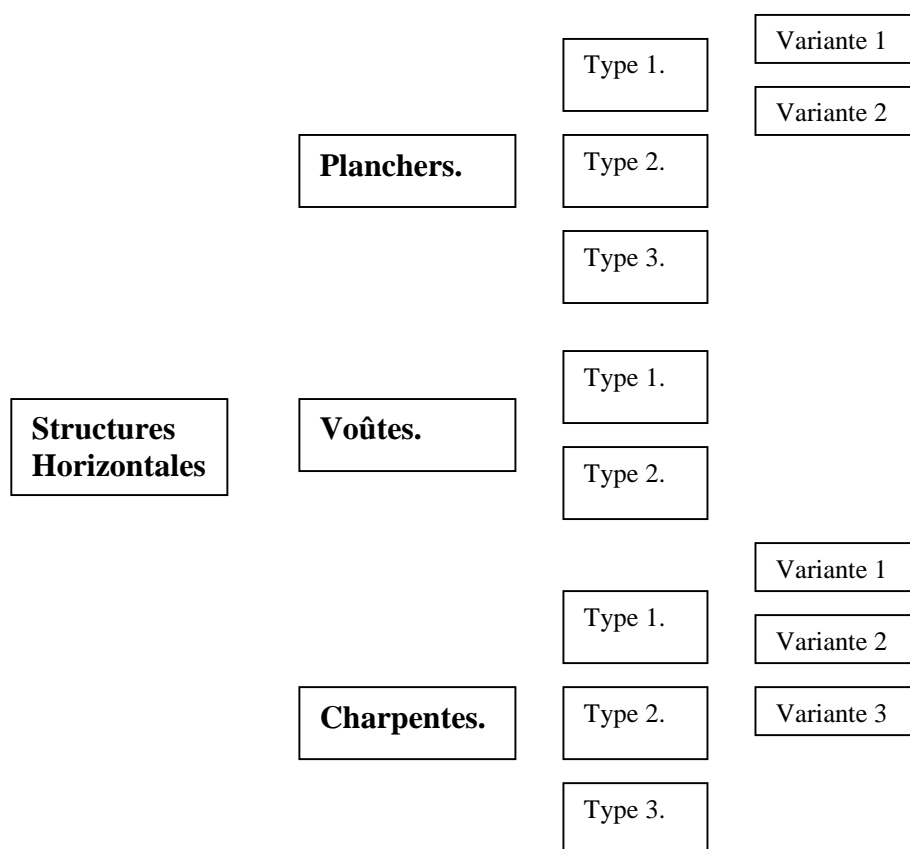 Variante 1
Type 1.
Variante 2
Planchers.
Type 2.
Type 3.
Type 1.
Structures
Horizontales
Voûtes.
Type 2.
Variante 1
Type 1.
Variante 2
Charpentes.
Type 2.
Variante 3
Type 3.